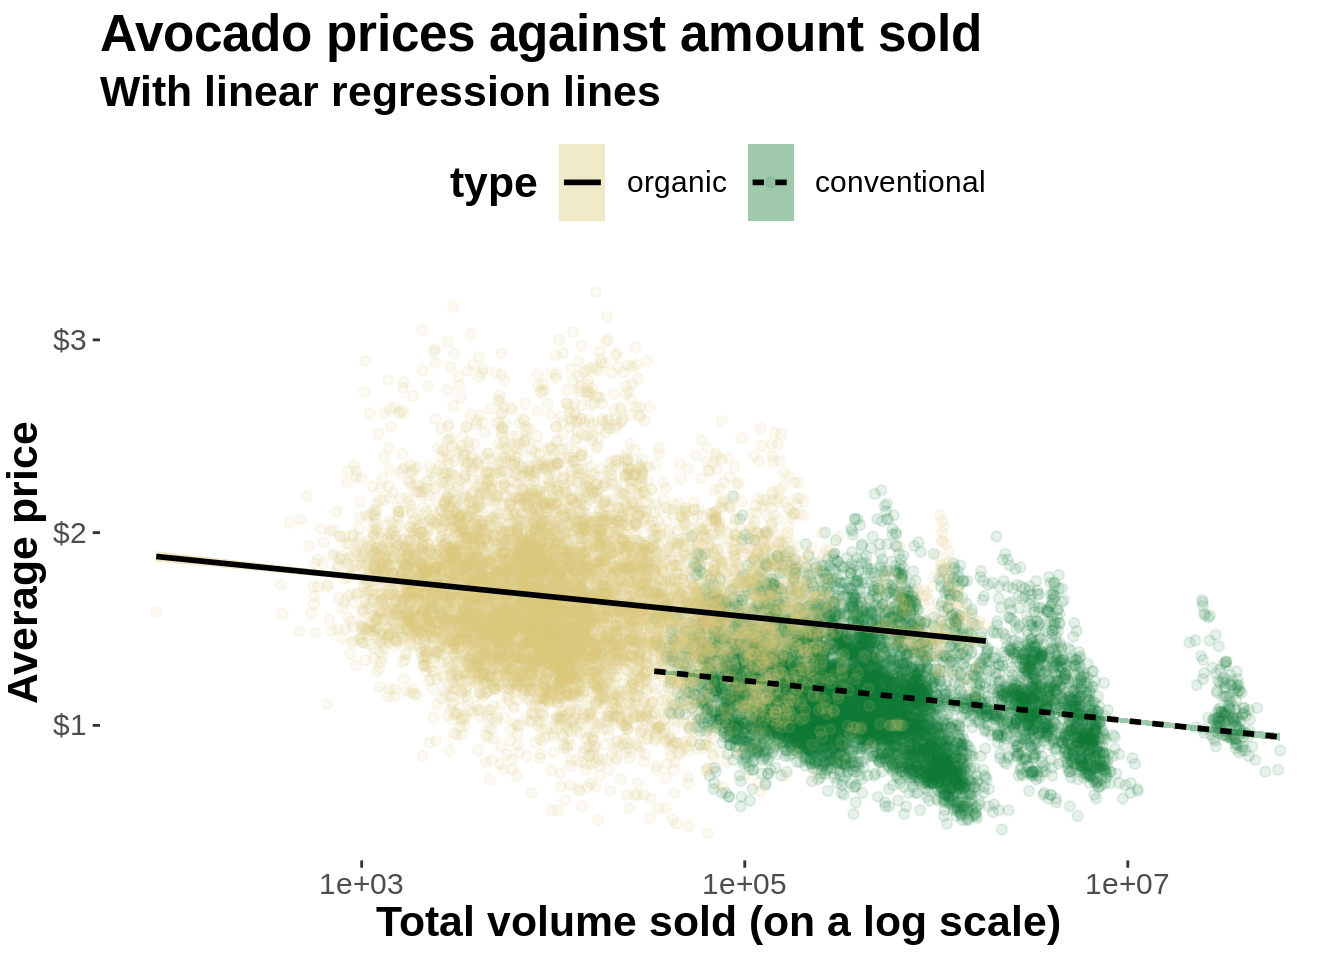 Avocado prices against amount sold
With linear regression lines
type organic conventional
$3
$2
$1
Average price
1e+03 1e+05 1e+07
Total volume sold (on a log scale)